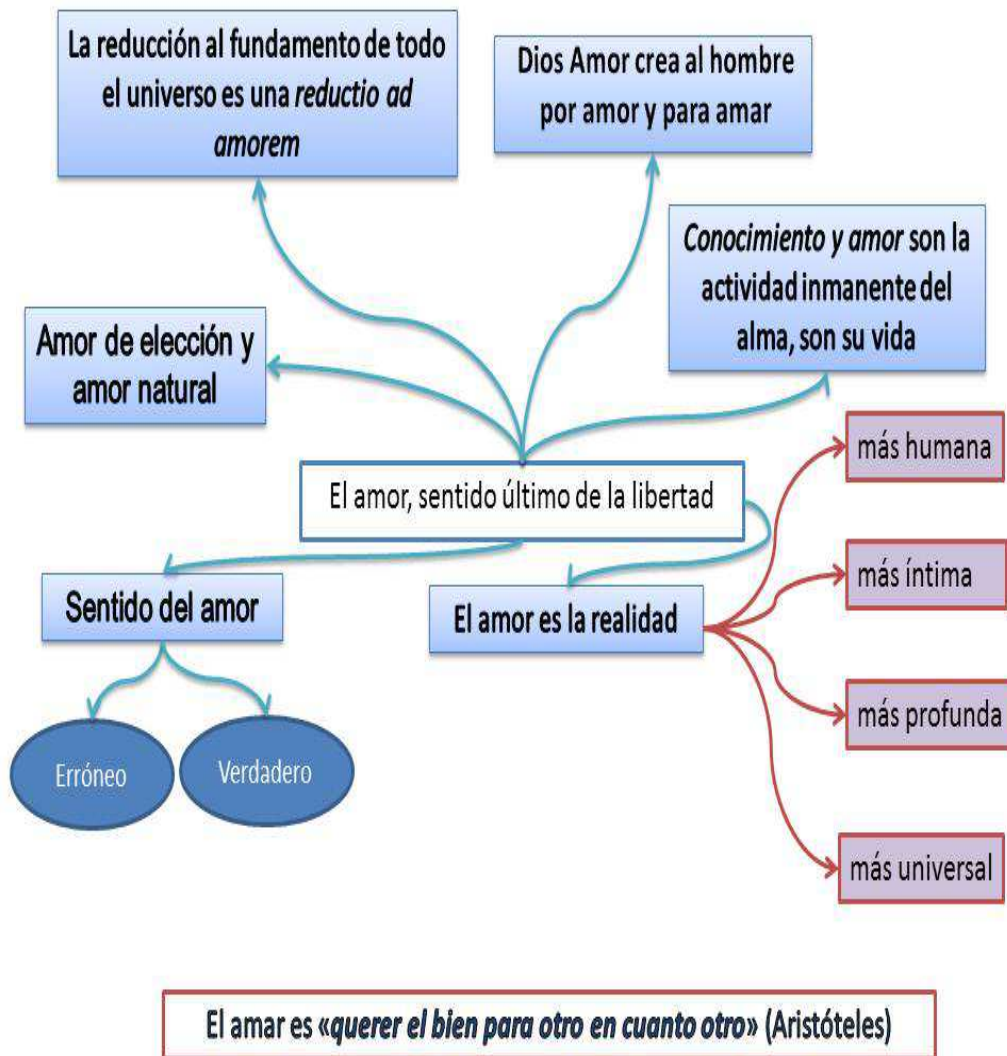 La reducción al fundamento de todo
el universo es una reductio ad
amorem
Dios Amor crea al hombre
por amor y para amar
Conocimiento y amor son la
actividad inmanente del
alma, son su vida
Amor de elección y
amor natural
El amor, sentido último de la libertad
Sentido del amor
Erróneo
Verdadero
El amor es la realidad
más humana
más íntima
más profunda
más universal
El amar es «querer el bien para otro en cuanto otro» (Aristóteles)